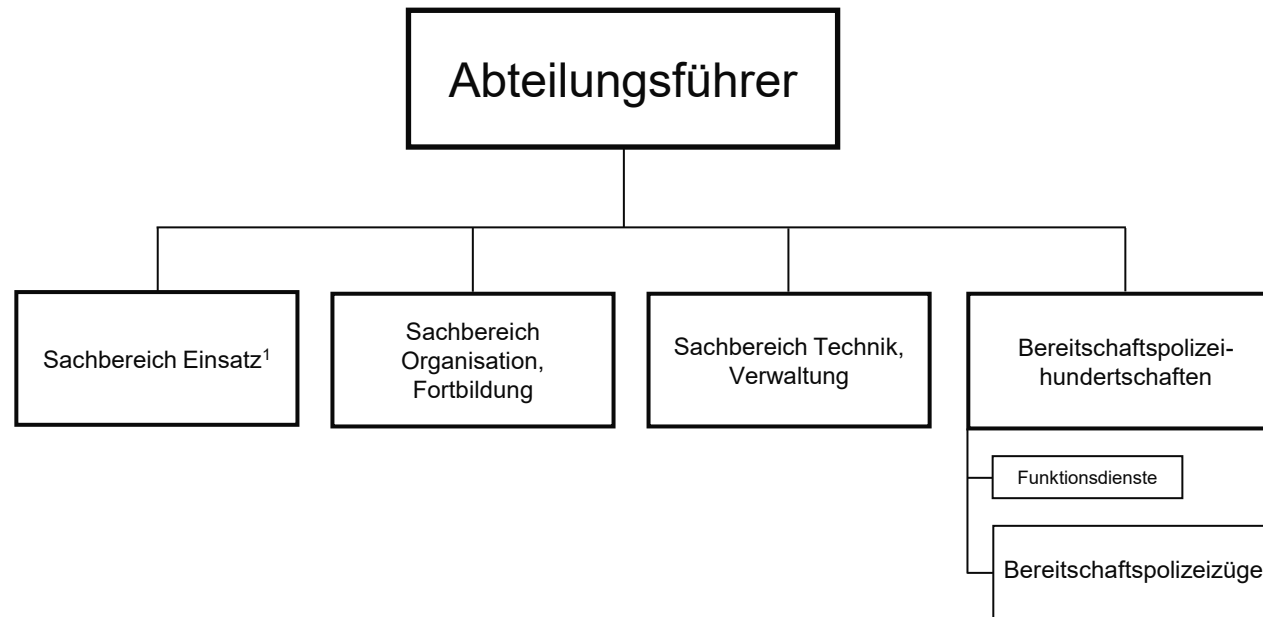 Abteilungsführer
Sachbereich Einsatz¹
Sachbereich
Organisation,
Fortbildung
Sachbereich Technik,
Verwaltung
Bereitschaftspolizei-
hundertschaften
Funktionsdienste
Bereitschaftspolizeizüge